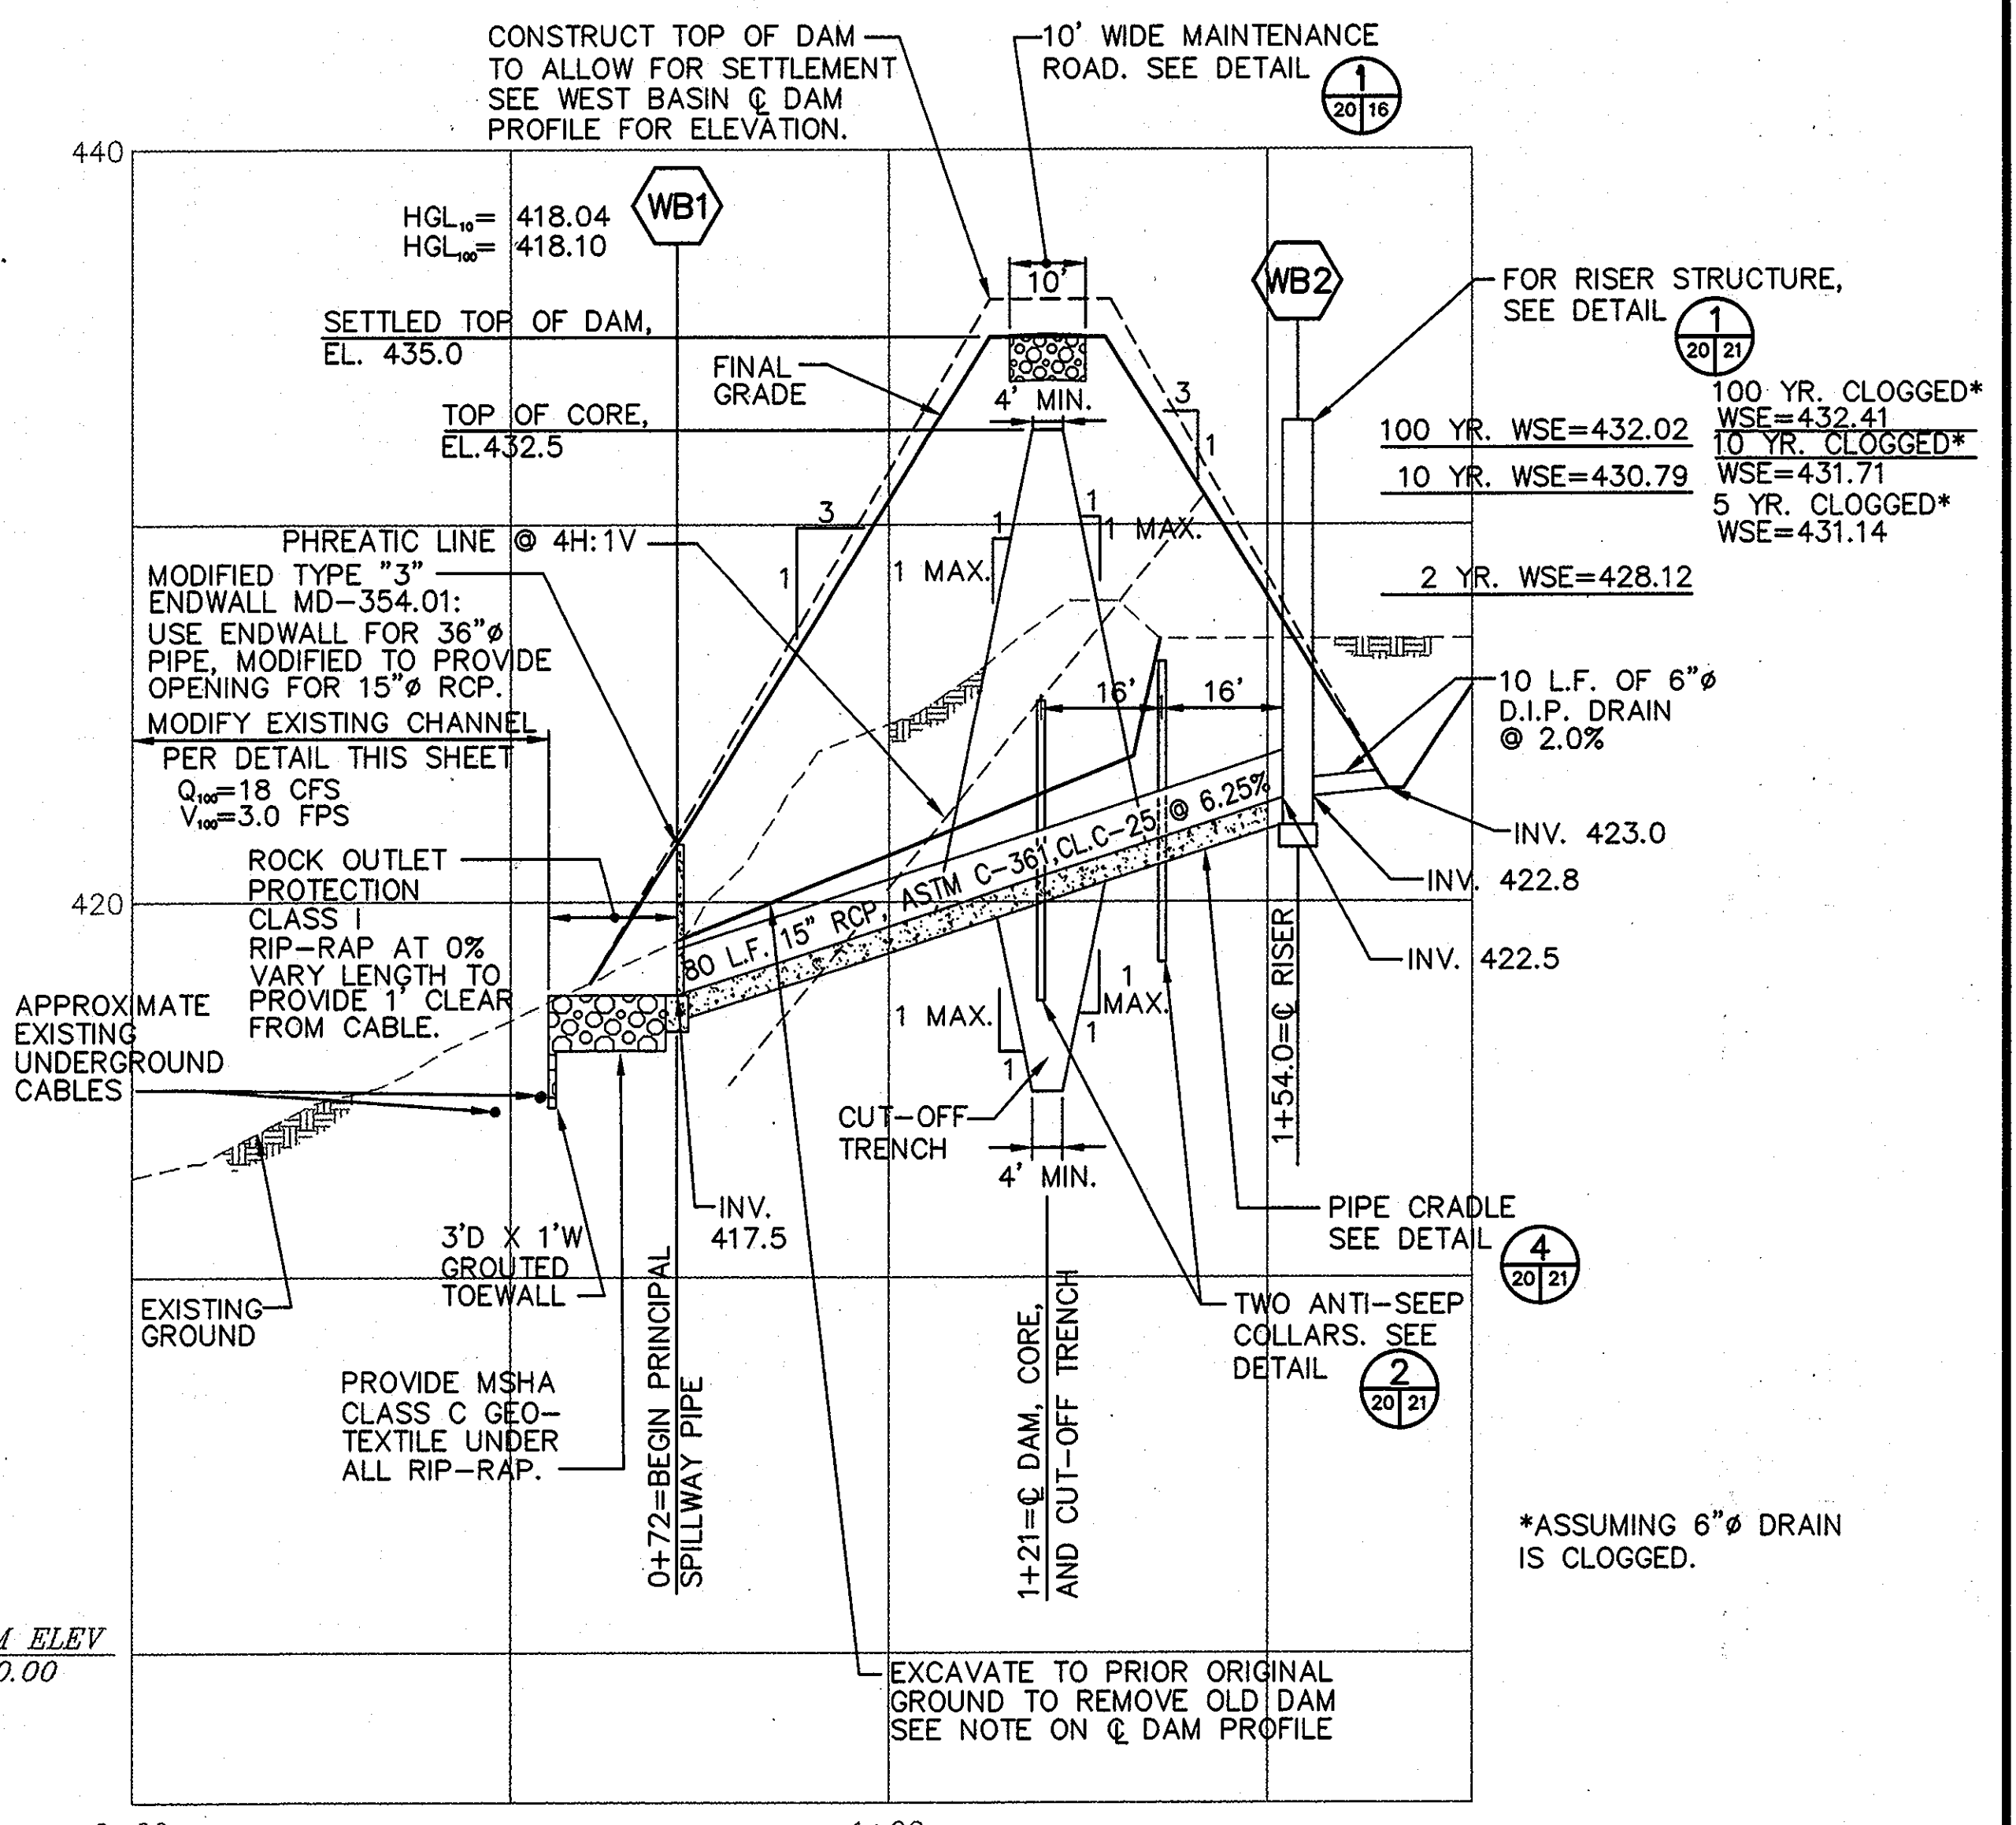 CONSTRUCT TOP OF DAM
TO ALLOW FOR SETTLEMENT
SEE WEST BASIN ℄ DAM
PROFILE FOR ELEVATION.
10' WIDE MAINTENANCE
ROAD. SEE DETAIL
1
20 16
440
HGL₁₀= 418.04
HGL₁₀₀= 418.10
WB1
10'
WB2
FOR RISER STRUCTURE,
SEE DETAIL
1
20 21
SETTLED TOP OF DAM,
EL. 435.0
FINAL
GRADE
TOP OF CORE,
EL.432.5
4' MIN.
3
1
100 YR. WSE=432.02
10 YR. WSE=430.79
100 YR. CLOGGED*
WSE=432.41
10 YR. CLOGGED*
WSE=431.71
5 YR. CLOGGED*
WSE=431.14
2 YR. WSE=428.12
3
1
1
1 MAX.
1
1 MAX.
PHREATIC LINE @ 4H:1V
MODIFIED TYPE "3"
ENDWALL MD-354.01:
USE ENDWALL FOR 36"ø
PIPE, MODIFIED TO PROVIDE
OPENING FOR 15"ø RCP.
MODIFY EXISTING CHANNEL
PER DETAIL THIS SHEET
Q₁₀₀=18 CFS
V₁₀₀=3.0 FPS
16'
16'
10 L.F. OF 6"ø
D.I.P. DRAIN
@ 2.0%
INV. 423.0
INV. 422.8
INV. 422.5
80 L.F. 15" RCP, ASTM C-361,CL.C-25 @ 6.25%
420
ROCK OUTLET
PROTECTION
CLASS I
RIP-RAP AT 0%
VARY LENGTH TO
PROVIDE 1' CLEAR
FROM CABLE.
APPROXIMATE
EXISTING
UNDERGROUND
CABLES
1 MAX.
1
1
MAX.
1
1+54.0=℄ RISER
CUT-OFF
TRENCH
4' MIN.
INV.
417.5
3'D X 1'W
GROUTED
TOEWALL
PIPE CRADLE
SEE DETAIL
4
20 21
EXISTING
GROUND
TWO ANTI-SEEP
COLLARS. SEE
DETAIL
2
20 21
PROVIDE MSHA
CLASS C GEO-
TEXTILE UNDER
ALL RIP-RAP.
0+72=BEGIN PRINCIPAL
SPILLWAY PIPE
1+21=℄ DAM, CORE,
AND CUT-OFF TRENCH
*ASSUMING 6"ø DRAIN
IS CLOGGED.
ELEV
0.00
EXCAVATE TO PRIOR ORIGINAL
GROUND TO REMOVE OLD DAM
SEE NOTE ON ℄ DAM PROFILE